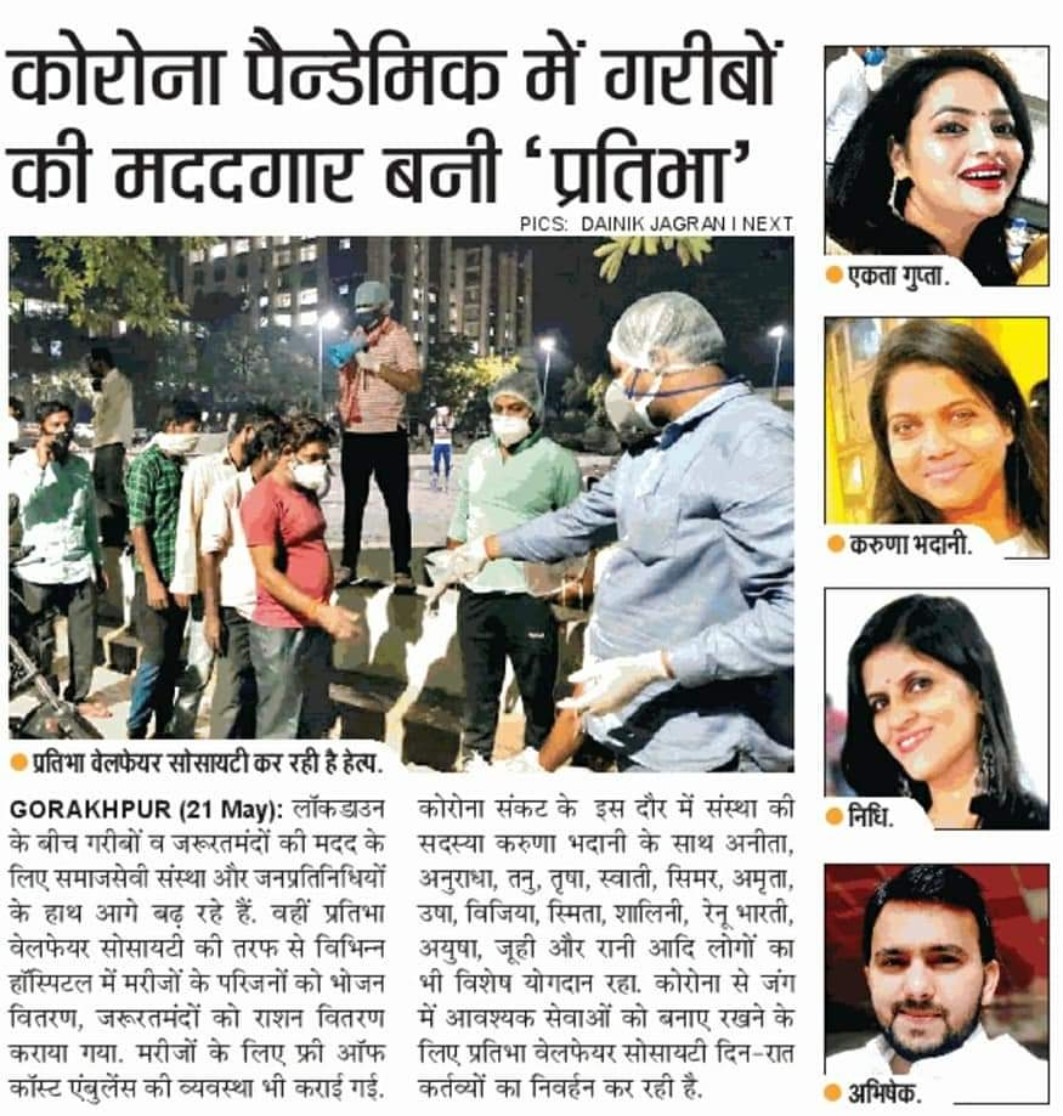 कोरोना पैन्डेमिक में गरीबों
की मददगार बनी ‘प्रतिभा’
PICS: DAINIK JAGRAN I NEXT
प्रतिभा वेलफेयर सोसायटी कर रही है हेल्प.
GORAKHPUR (21 May): लॉकडाउन
के बीच गरीबों व जरूरतमंदों की मदद के
लिए समाजसेवी संस्था और जनप्रतिनिधियों
के हाथ आगे बढ़ रहे हैं. वहीं प्रतिभा
वेलफेयर सोसायटी की तरफ से विभिन्न
हॉस्पिटल में मरीजों के परिजनों को भोजन
वितरण, जरूरतमंदों को राशन वितरण
कराया गया. मरीजों के लिए फ्री ऑफ
कॉस्ट एंबुलेंस की व्यवस्था भी कराई गई.
कोरोना संकट के इस दौर में संस्था की
सदस्या करुणा भदानी के साथ अनीता,
अनुराधा, तनु, तृषा, स्वाती, सिमर, अमृता,
उषा, विजिया, स्मिता, शालिनी, रेनू भारती,
अयुषा, जूही और रानी आदि लोगों का
भी विशेष योगदान रहा. कोरोना से जंग
में आवश्यक सेवाओं को बनाए रखने के
लिए प्रतिभा वेलफेयर सोसायटी दिन-रात
कर्तव्यों का निवर्हन कर रही है.
एकता गुप्ता.
करुणा भदानी.
निधि.
अभिषेक.